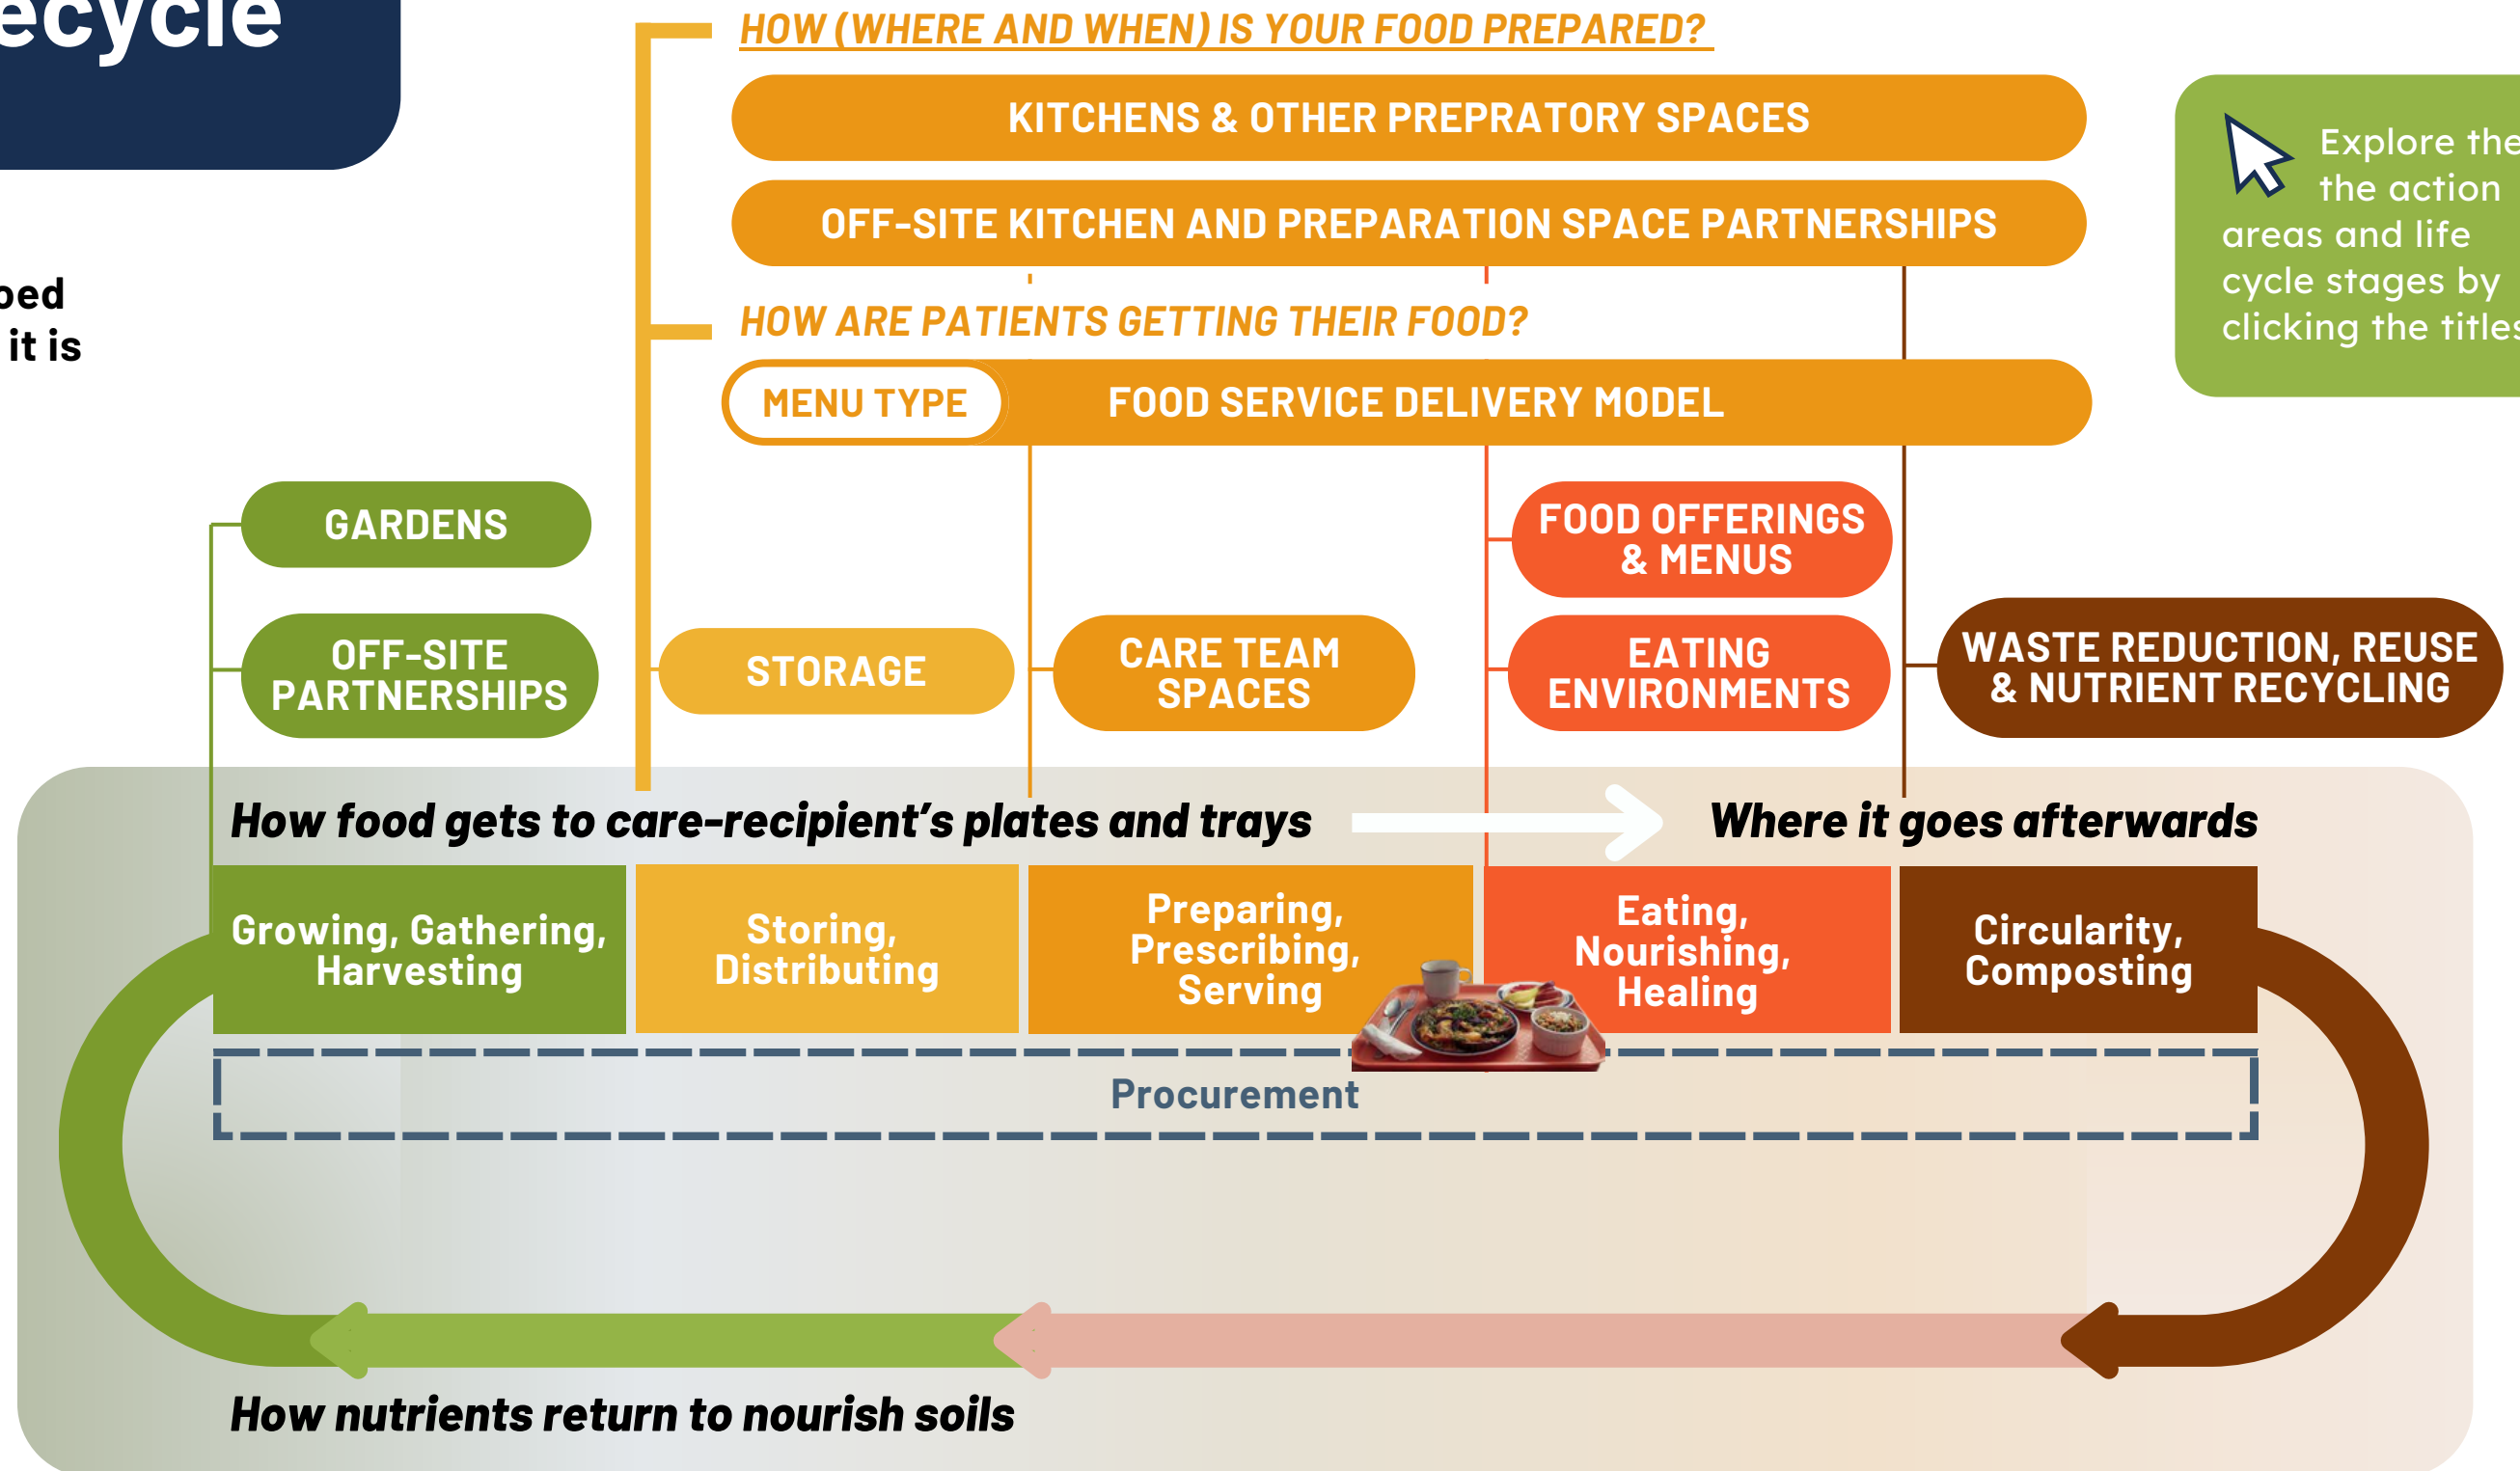 ecycle
HOW (WHERE AND WHEN) IS YOUR FOOD PREPARED?
KITCHENS & OTHER PREPRATORY SPACES
OFF-SITE KITCHEN AND PREPARATION SPACE PARTNERSHIPS
Explore the
the action
areas and life
cycle stages by
clicking the titles
it is
HOW ARE PATIENTS GETTING THEIR FOOD?
MENU TYPE
FOOD SERVICE DELIVERY MODEL
GARDENS
OFF-SITE
PARTNERSHIPS
STORAGE
CARE TEAM
SPACES
FOOD OFFERINGS
& MENUS
EATING
ENVIRONMENTS
WASTE REDUCTION, REUSE
& NUTRIENT RECYCLING
How food gets to care-recipient's plates and trays
Where it goes afterwards
Growing, Gathering,
Harvesting
Storing,
Distributing
Preparing,
Prescribing,
Serving
Eating,
Nourishing,
Healing
Circularity,
Composting
Procurement
How nutrients return to nourish soils